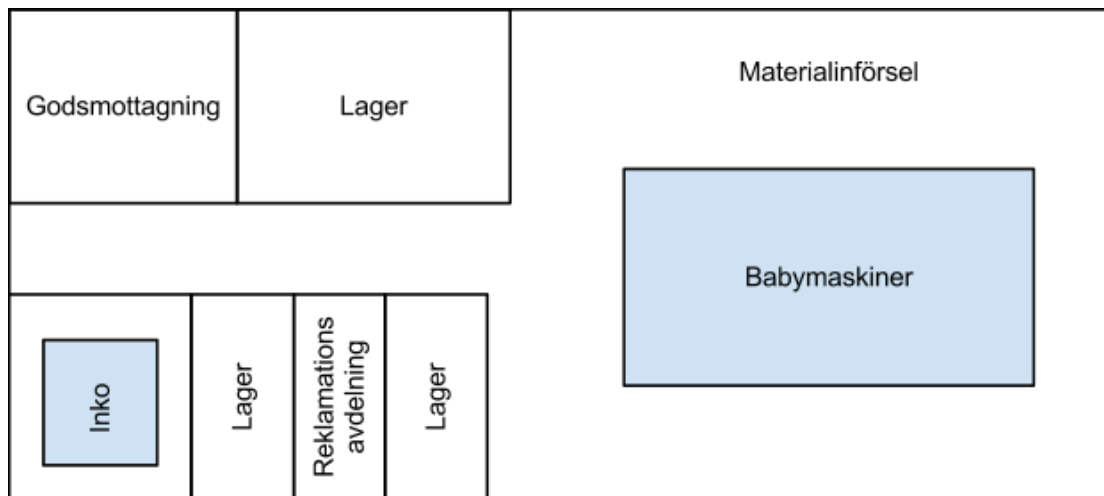 Godsmottagning
Lager
Materialinförsel
Babymaskiner
Inko
Lager
Reklamations
avdelning
Lager